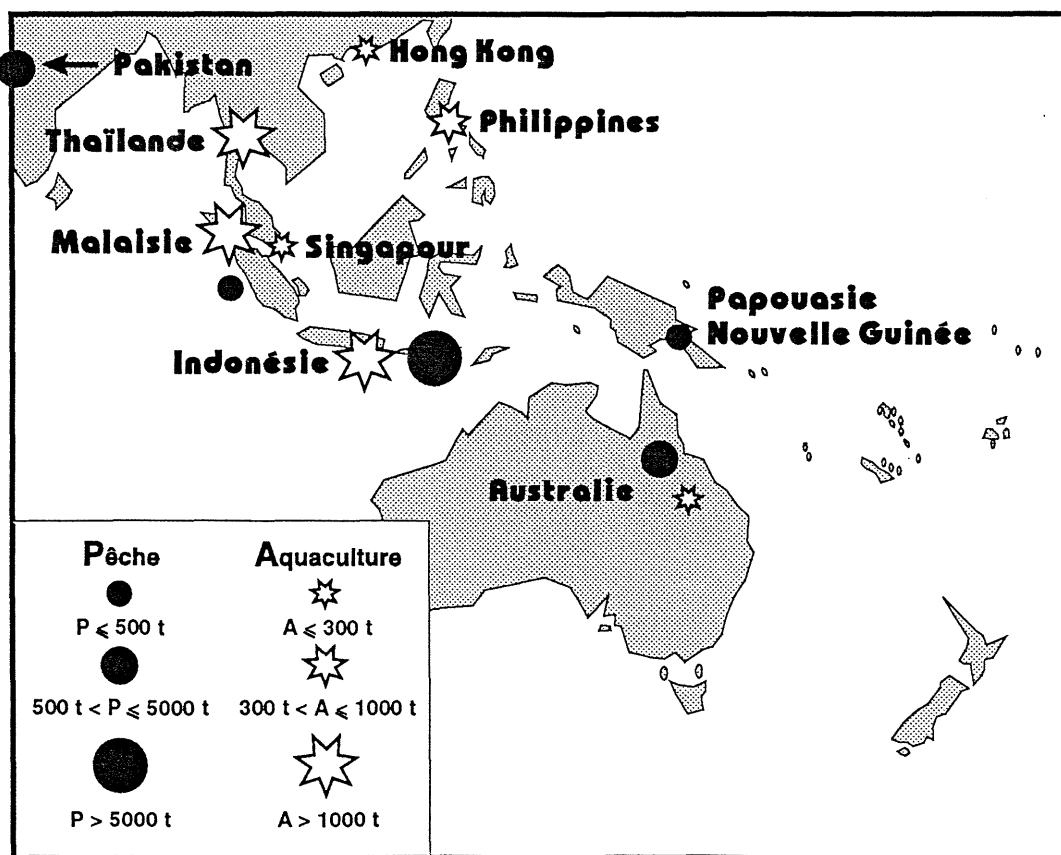 Hong Kong
Pakistan
Philippines
Thaïlande
Malaisie
Singapour
Papouasie
Nouvelle Guinée
Indonésie
Australie
Pêche Aquaculture
P ⩽ 500 t A ⩽ 300 t
500 t < P ⩽ 5000 t 300 t < A ⩽ 1000 t
P > 5000 t A > 1000 t